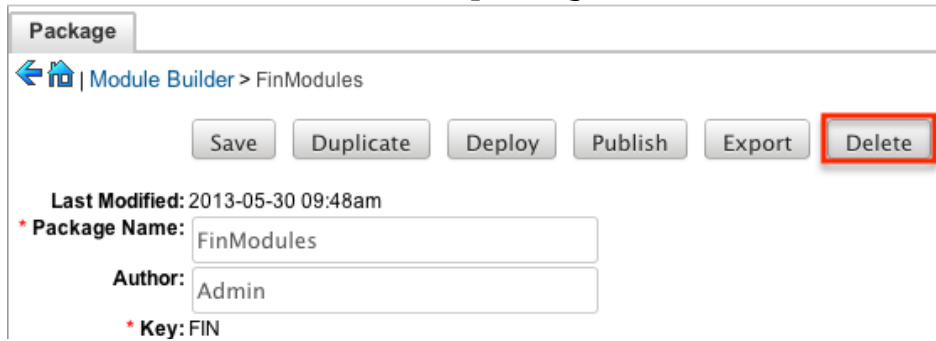 Package
| Module Builder > FinModules
Save Duplicate Deploy Publish Export Delete
Last Modified: 2013-05-30 09:48am
* Package Name: FinModules
Author: Admin
* Key: FIN